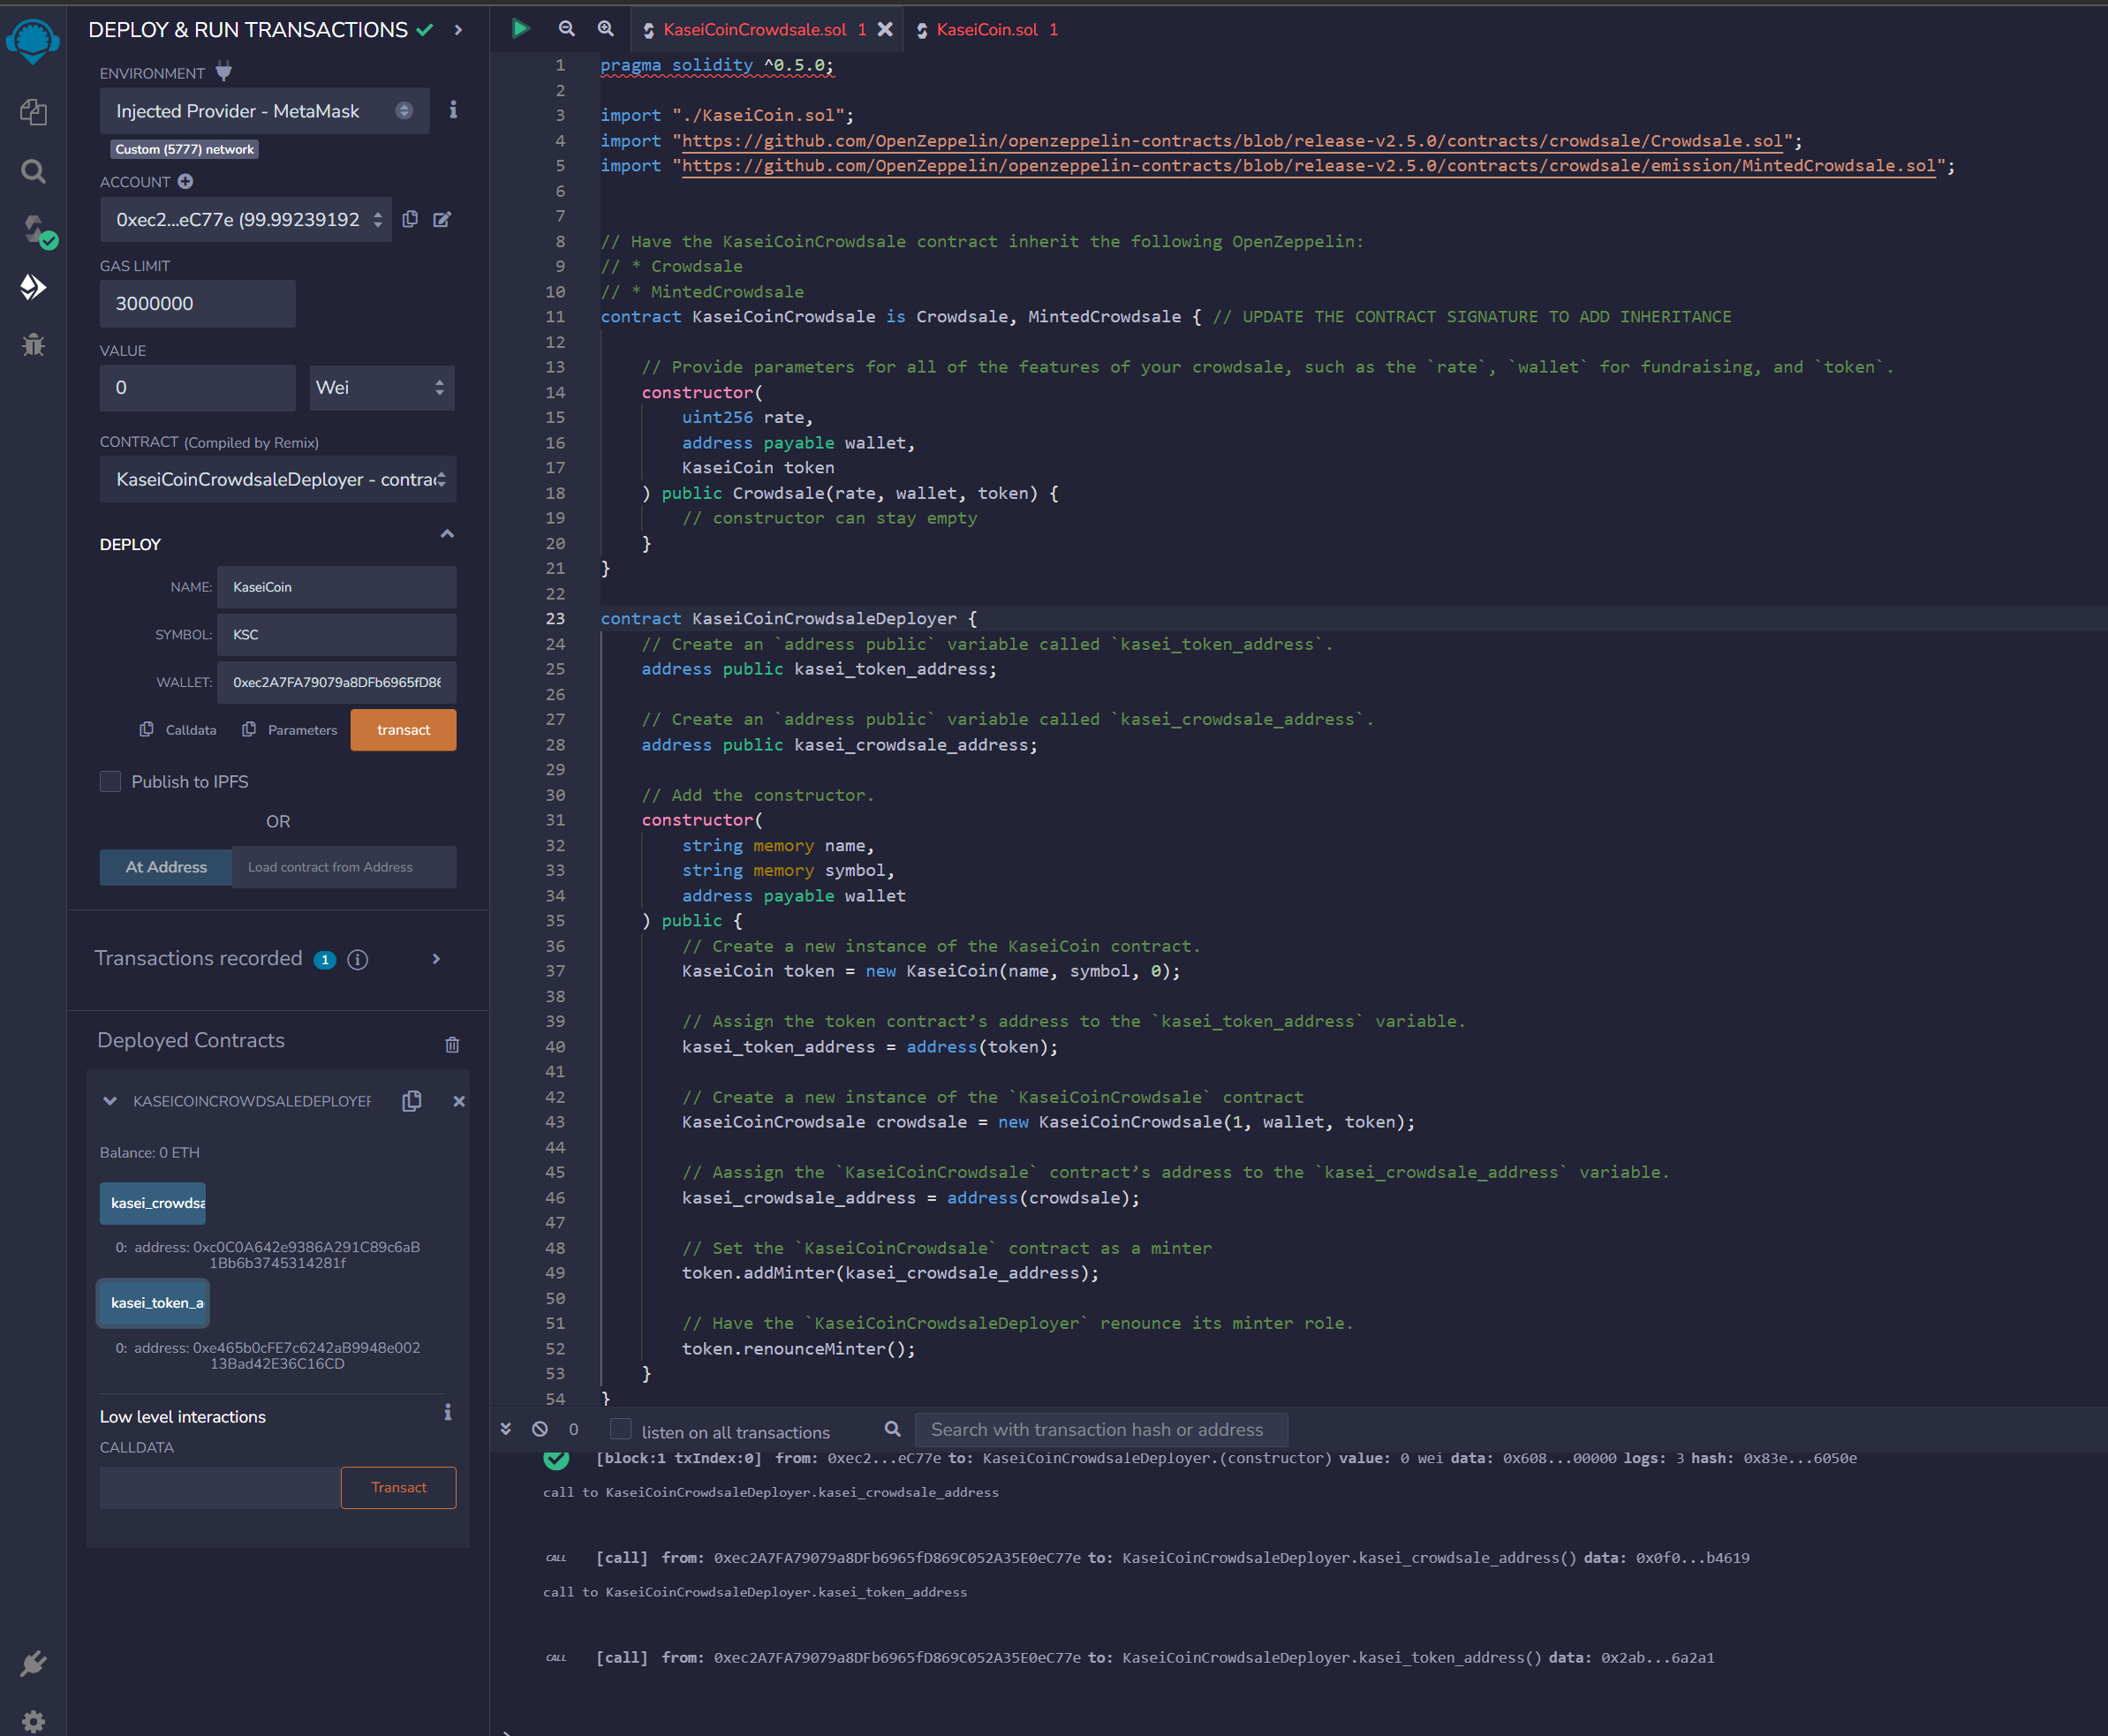 DEPLOY & RUN TRANSACTIONS
ENVIRONMENT
Injected Provider - MetaMask
Custom (5777) network
ACCOUNT
0xec2...eC77e (99.99239192
GAS LIMIT
3000000
VALUE
0
Wei
CONTRACT (Compiled by Remix)
KaseiCoinCrowdsaleDeployer - contrac
DEPLOY
NAME: KaseiCoin
SYMBOL: KSC
WALLET: 0xec2A7FA79079a8DFb6965fD86
Calldata Parameters transact
Publish to IPFS
OR
At Address Load contract from Address
Transactions recorded 1 i
Deployed Contracts
KASEICOINCROWDSALEDEPLOYER
Balance: 0 ETH
kasei_crowdsa
0: address: 0xc0C0A642e9386A291C89c6aB
1Bb6b3745314281f
kasei_token_a
0: address: 0xe465b0cFE7c6242aB9948e002
13Bad42E36C16CD
Low level interactions
CALLDATA
Transact
KaseiCoinCrowdsale.sol 1 KaseiCoin.sol 1
1 pragma solidity ^0.5.0;
2
3 import "./KaseiCoin.sol";
4 import "https://github.com/OpenZeppelin/openzeppelin-contracts/blob/release-v2.5.0/contracts/crowdsale/Crowdsale.sol";
5 import "https://github.com/OpenZeppelin/openzeppelin-contracts/blob/release-v2.5.0/contracts/crowdsale/emission/MintedCrowdsale.sol";
6
7
8 // Have the KaseiCoinCrowdsale contract inherit the following OpenZeppelin:
9 // * Crowdsale
10 // * MintedCrowdsale
11 contract KaseiCoinCrowdsale is Crowdsale, MintedCrowdsale { // UPDATE THE CONTRACT SIGNATURE TO ADD INHERITANCE
12
13 // Provide parameters for all of the features of your crowdsale, such as the `rate`, `wallet` for fundraising, and `token`.
14 constructor(
15 uint256 rate,
16 address payable wallet,
17 KaseiCoin token
18 ) public Crowdsale(rate, wallet, token) {
19 // constructor can stay empty
20 }
21 }
22
23 contract KaseiCoinCrowdsaleDeployer {
24 // Create an `address public` variable called `kasei_token_address`.
25 address public kasei_token_address;
26
27 // Create an `address public` variable called `kasei_crowdsale_address`.
28 address public kasei_crowdsale_address;
29
30 // Add the constructor.
31 constructor(
32 string memory name,
33 string memory symbol,
34 address payable wallet
35 ) public {
36 // Create a new instance of the KaseiCoin contract.
37 KaseiCoin token = new KaseiCoin(name, symbol, 0);
38
39 // Assign the token contract’s address to the `kasei_token_address` variable.
40 kasei_token_address = address(token);
41
42 // Create a new instance of the `KaseiCoinCrowdsale` contract
43 KaseiCoinCrowdsale crowdsale = new KaseiCoinCrowdsale(1, wallet, token);
44
45 // Aassign the `KaseiCoinCrowdsale` contract’s address to the `kasei_crowdsale_address` variable.
46 kasei_crowdsale_address = address(crowdsale);
47
48 // Set the `KaseiCoinCrowdsale` contract as a minter
49 token.addMinter(kasei_crowdsale_address);
50
51 // Have the `KaseiCoinCrowdsaleDeployer` renounce its minter role.
52 token.renounceMinter();
53 }
54 }
0 listen on all transactions Search with transaction hash or address
[block:1 txIndex:0] from: 0xec2...eC77e to: KaseiCoinCrowdsaleDeployer.(constructor) value: 0 wei data: 0x608...00000 logs: 3 hash: 0x83e...6050e
call to KaseiCoinCrowdsaleDeployer.kasei_crowdsale_address
CALL [call] from: 0xec2A7FA79079a8DFb6965fD869C052A35E0eC77e to: KaseiCoinCrowdsaleDeployer.kasei_crowdsale_address() data: 0x0f0...b4619
call to KaseiCoinCrowdsaleDeployer.kasei_token_address
CALL [call] from: 0xec2A7FA79079a8DFb6965fD869C052A35E0eC77e to: KaseiCoinCrowdsaleDeployer.kasei_token_address() data: 0x2ab...6a2a1